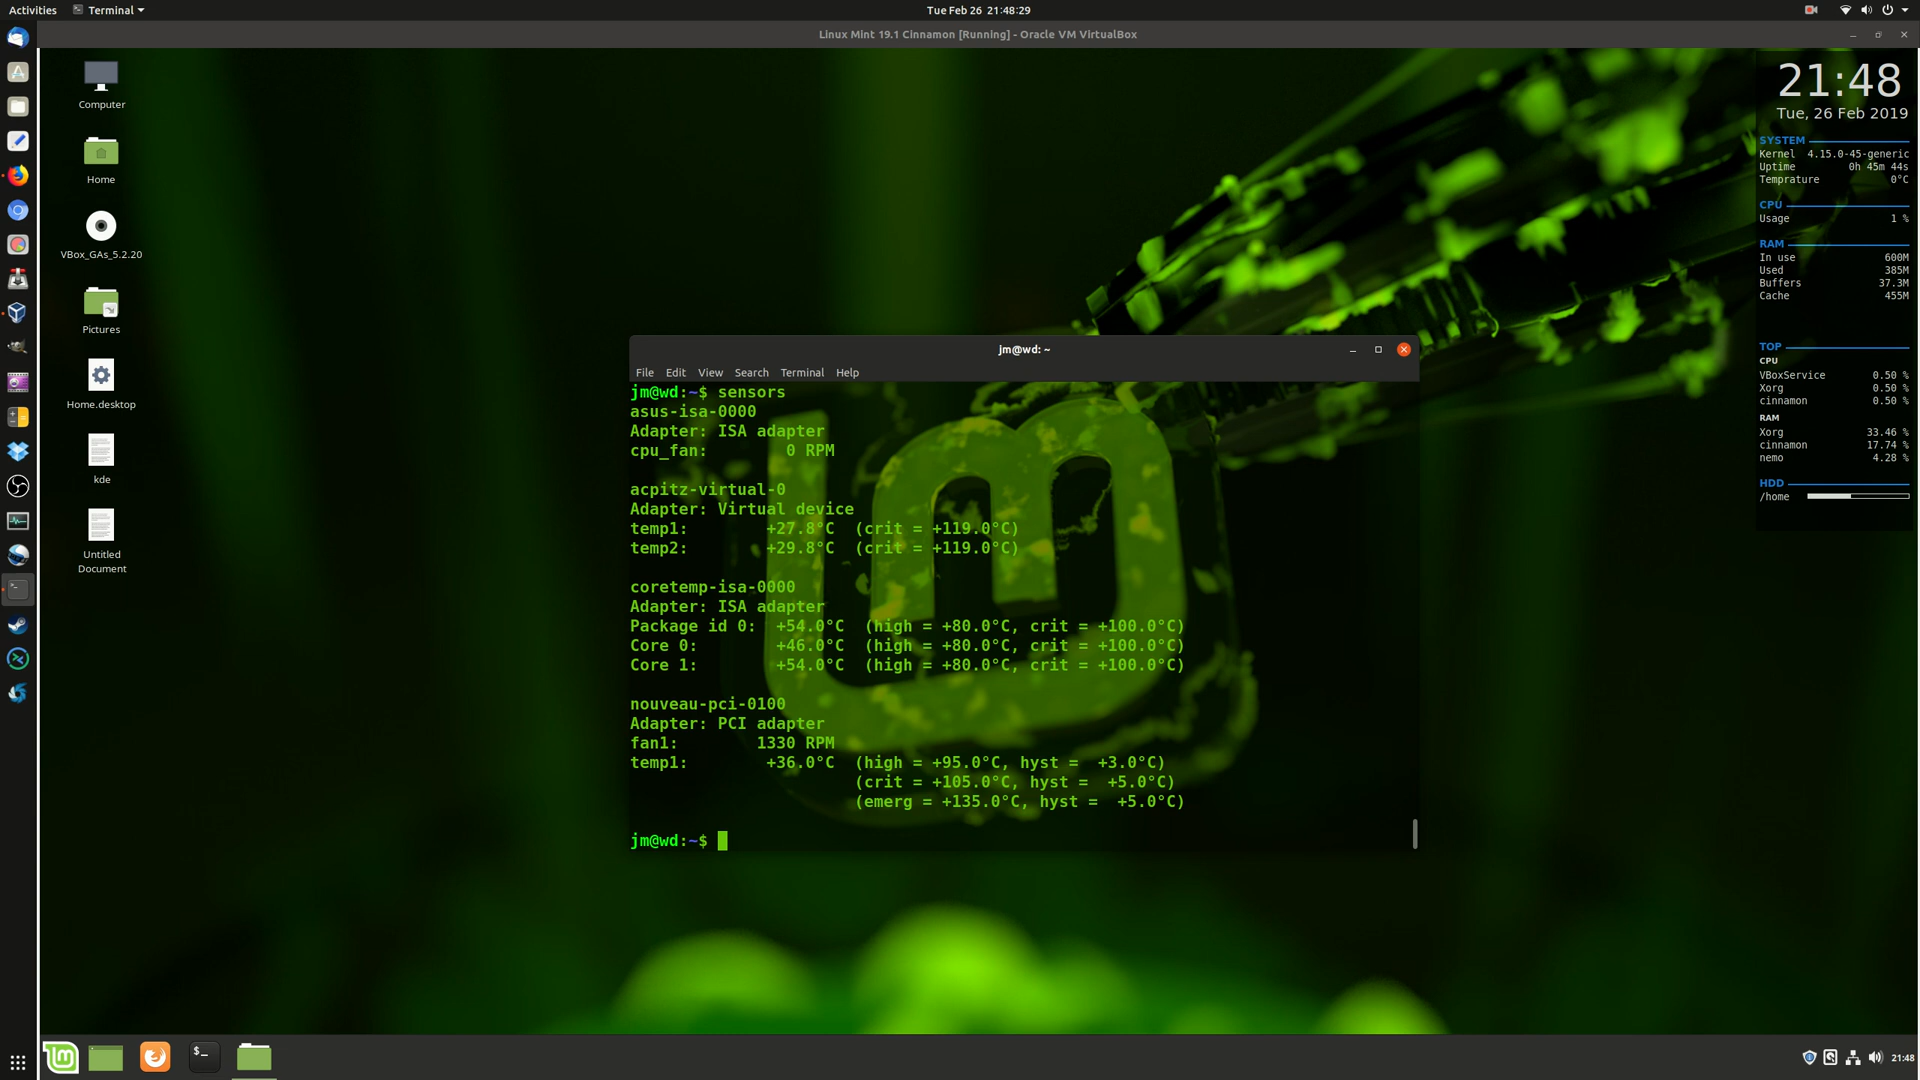 Activities
Terminal
Tue Feb 26 21:48:29
Linux Mint 19.1 Cinnamon [Running] - Oracle VM VirtualBox
Computer
Home
VBox_GAs_5.2.20
Pictures
Home.desktop
kde
Untitled
Document
jm@wd: ~
File Edit View Search Terminal Help
jm@wd:~$ sensors
asus-isa-0000
Adapter: ISA adapter
cpu_fan:        0 RPM
acpitz-virtual-0
Adapter: Virtual device
temp1:        +27.8°C  (crit = +119.0°C)
temp2:        +29.8°C  (crit = +119.0°C)
coretemp-isa-0000
Adapter: ISA adapter
Package id 0:  +54.0°C  (high = +80.0°C, crit = +100.0°C)
Core 0:        +46.0°C  (high = +80.0°C, crit = +100.0°C)
Core 1:        +54.0°C  (high = +80.0°C, crit = +100.0°C)
nouveau-pci-0100
Adapter: PCI adapter
fan1:        1330 RPM
temp1:        +36.0°C  (high = +95.0°C, hyst =  +3.0°C)
(crit = +105.0°C, hyst =  +5.0°C)
(emerg = +135.0°C, hyst =  +5.0°C)
jm@wd:~$
21:48
Tue, 26 Feb 2019
SYSTEM
Kernel 4.15.0-45-generic
Uptime 0h 45m 44s
Temprature 0°C
CPU
Usage 1 %
RAM
In use 600M
Used 385M
Buffers 37.3M
Cache 455M
TOP
CPU
VBoxService 0.50 %
Xorg 0.50 %
cinnamon 0.50 %
RAM
Xorg 33.46 %
cinnamon 17.74 %
nemo 4.28 %
HDD
/home
$_
21:48